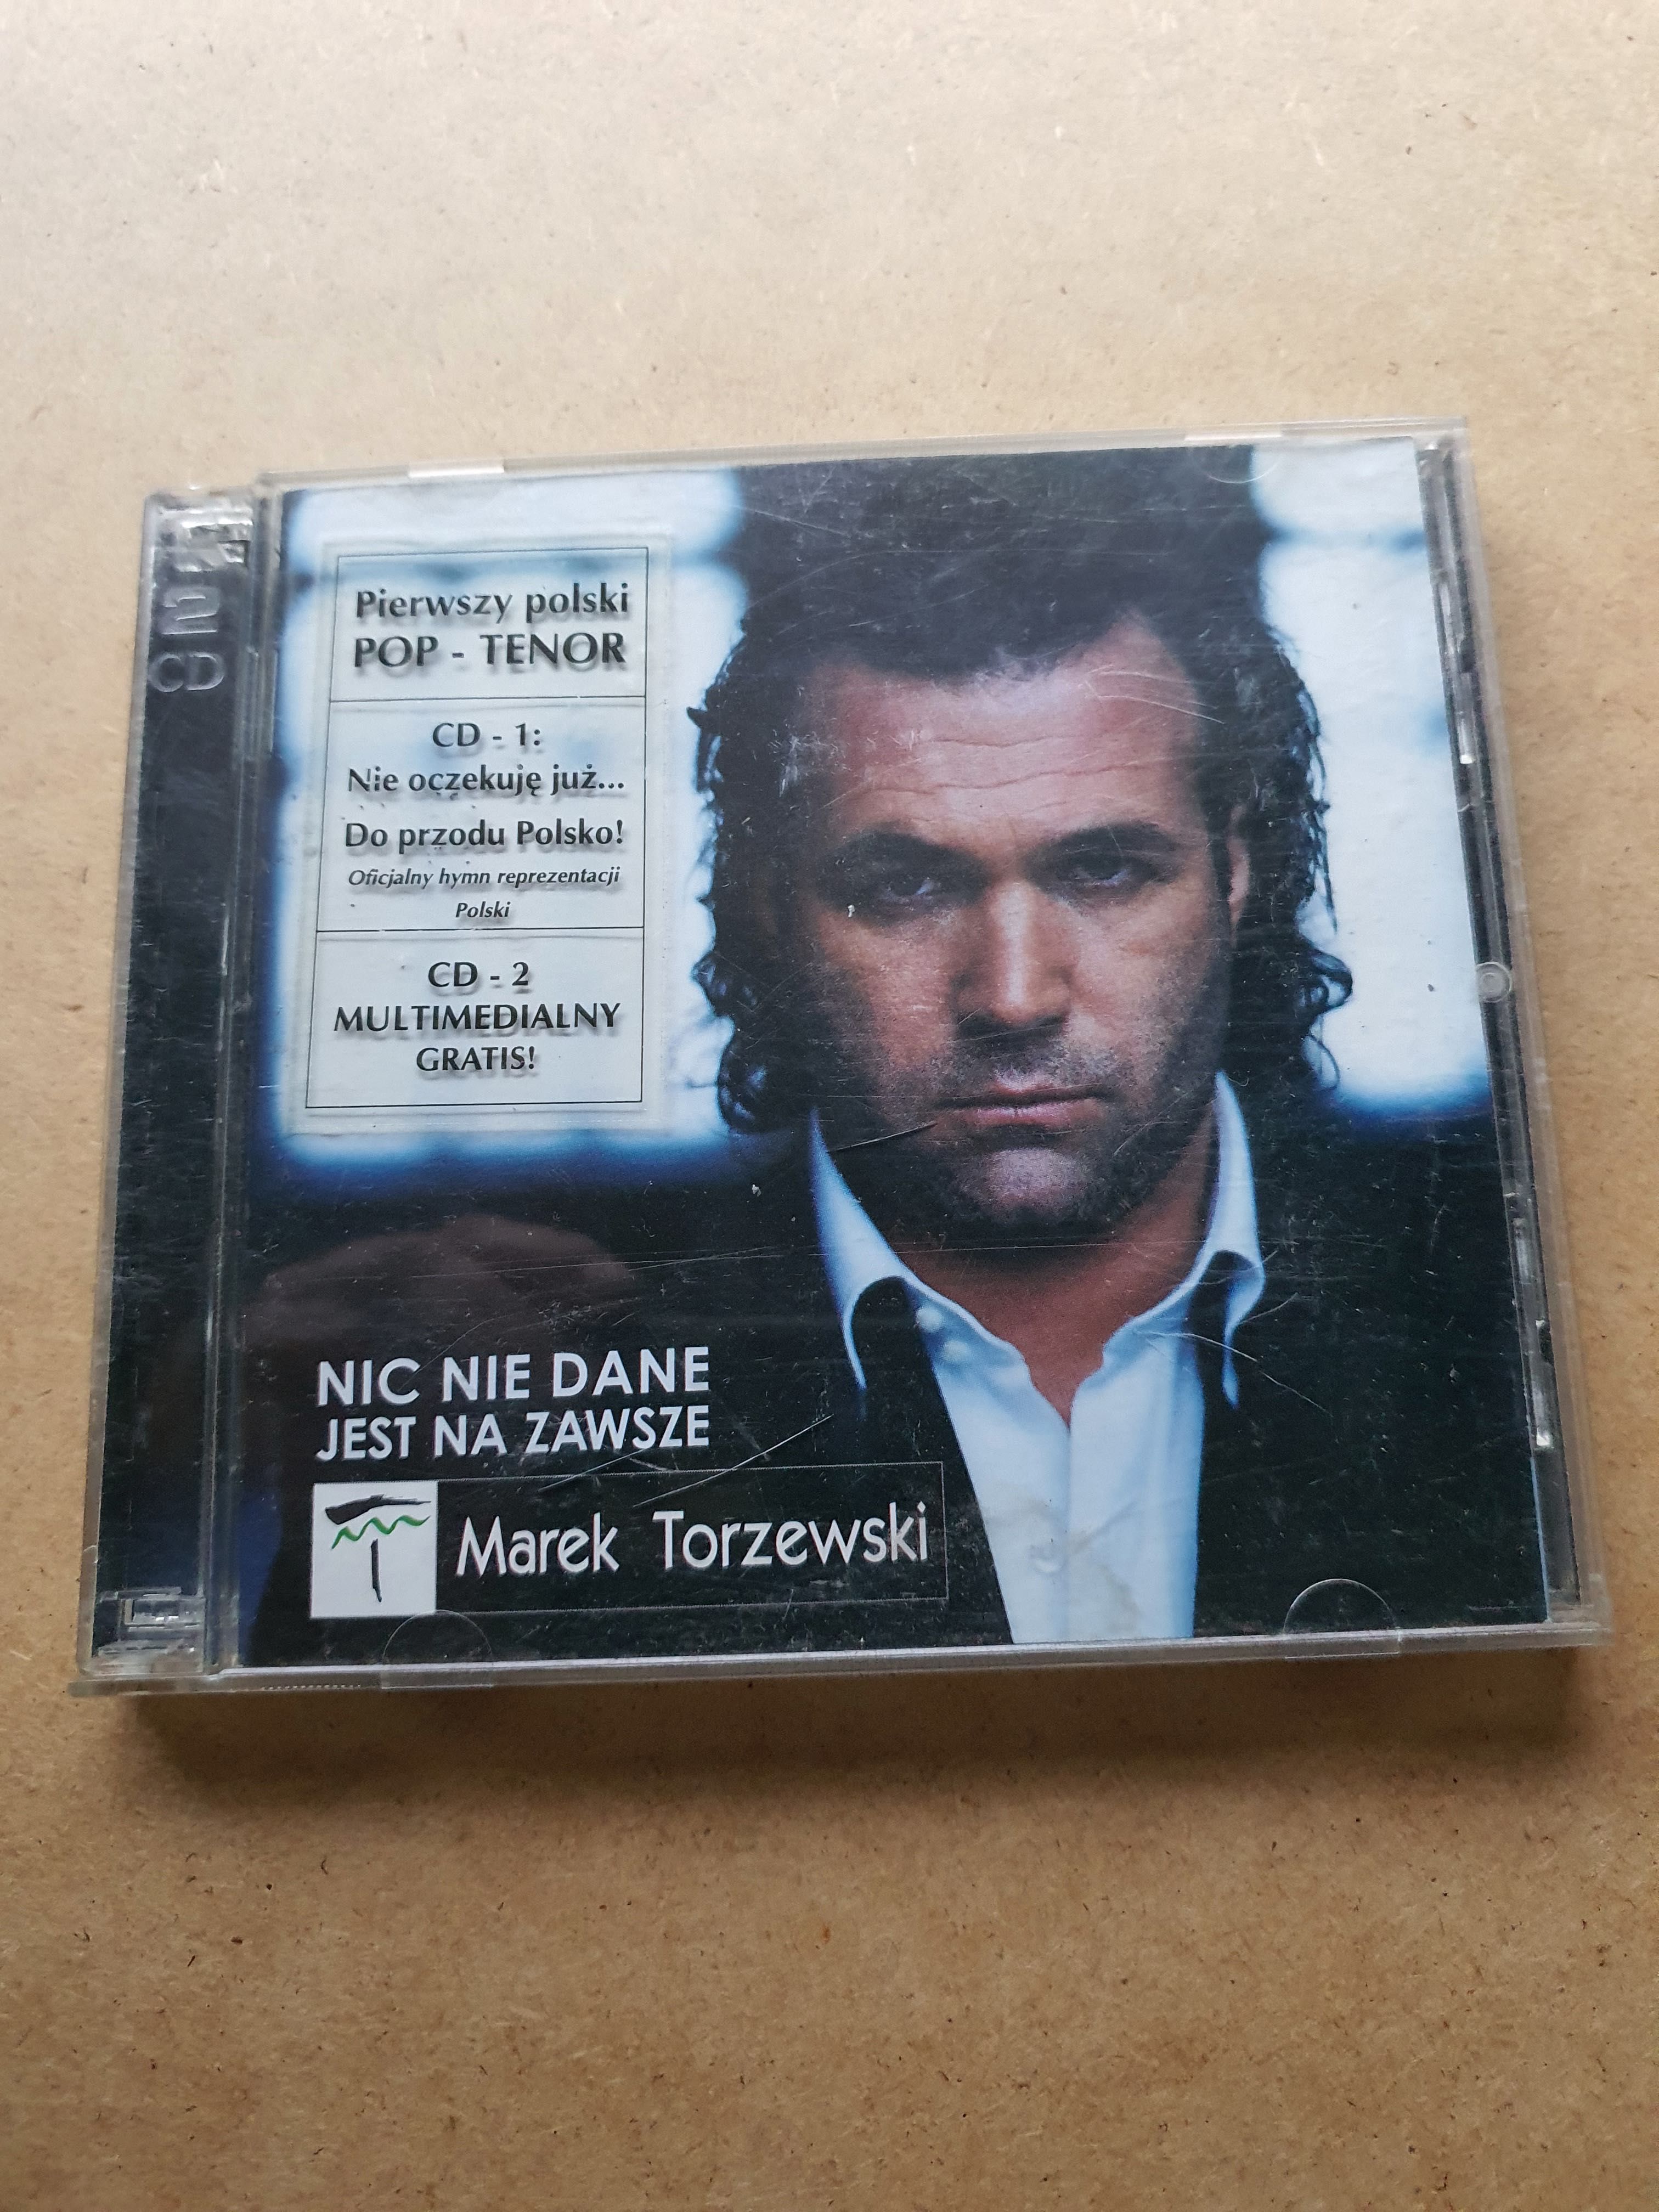 2
CD
Pierwszy polski
POP - TENOR
CD - 1:
Nie oczekuję już...
Do przodu Polsko!
Oficjalny hymn reprezentacji
Polski
CD - 2
MULTIMEDIALNY
GRATIS!
NIC NIE DANE
JEST NA ZAWSZE
Marek Torzewski